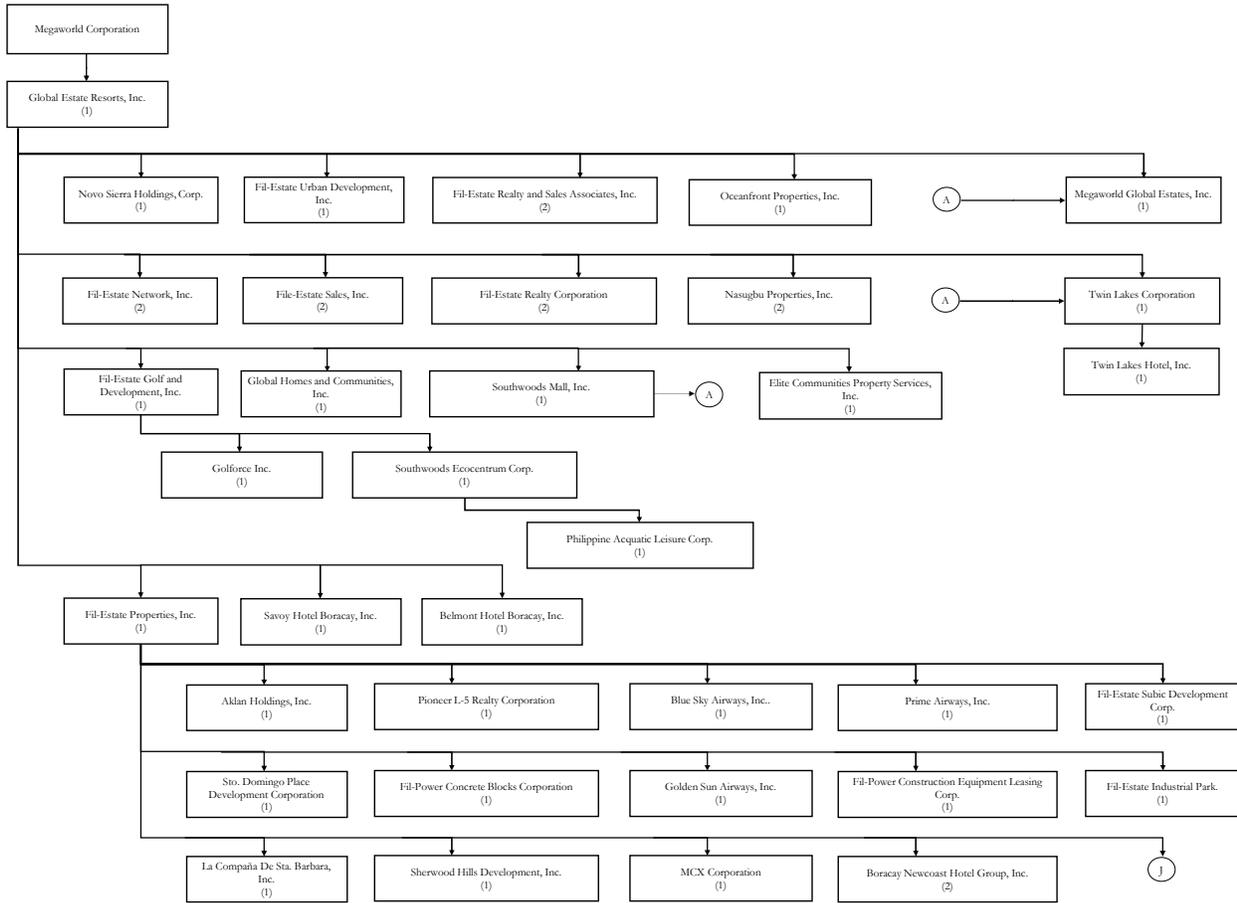 Megaworld Corporation
Global Estate Resorts, Inc.
(1)
Novo Sierra Holdings, Corp.
(1)
Fil-Estate Urban Development,
Inc.
(1)
Fil-Estate Realty and Sales Associates, Inc.
(2)
Oceanfront Properties, Inc.
(1)
A
Megaworld Global Estates, Inc.
(1)
Fil-Estate Network, Inc.
(2)
File-Estate Sales, Inc.
(2)
Fil-Estate Realty Corporation
(2)
Nasugbu Properties, Inc.
(2)
A
Twin Lakes Corporation
(1)
Twin Lakes Hotel, Inc.
(1)
Fil-Estate Golf and
Development, Inc.
(1)
Global Homes and Communities,
Inc.
(1)
Southwoods Mall, Inc.
(1)
A
Elite Communities Property Services,
Inc.
(1)
Golforce Inc.
(1)
Southwoods Ecocentrum Corp.
(1)
Philippine Acquatic Leisure Corp.
(1)
Fil-Estate Properties, Inc.
(1)
Savoy Hotel Boracay, Inc.
(1)
Belmont Hotel Boracay, Inc.
(1)
Aklan Holdings, Inc.
(1)
Pioneer L-5 Realty Corporation
(1)
Blue Sky Airways, Inc..
(1)
Prime Airways, Inc.
(1)
Fil-Estate Subic Development
Corp.
(1)
Sto. Domingo Place
Development Corporation
(1)
Fil-Power Concrete Blocks Corporation
(1)
Golden Sun Airways, Inc.
(1)
Fil-Power Construction Equipment Leasing
Corp.
(1)
Fil-Estate Industrial Park.
(1)
La Compaña De Sta. Barbara,
Inc.
(1)
Sherwood Hills Development, Inc.
(1)
MCX Corporation
(1)
Boracay Newcoast Hotel Group, Inc.
(2)
J